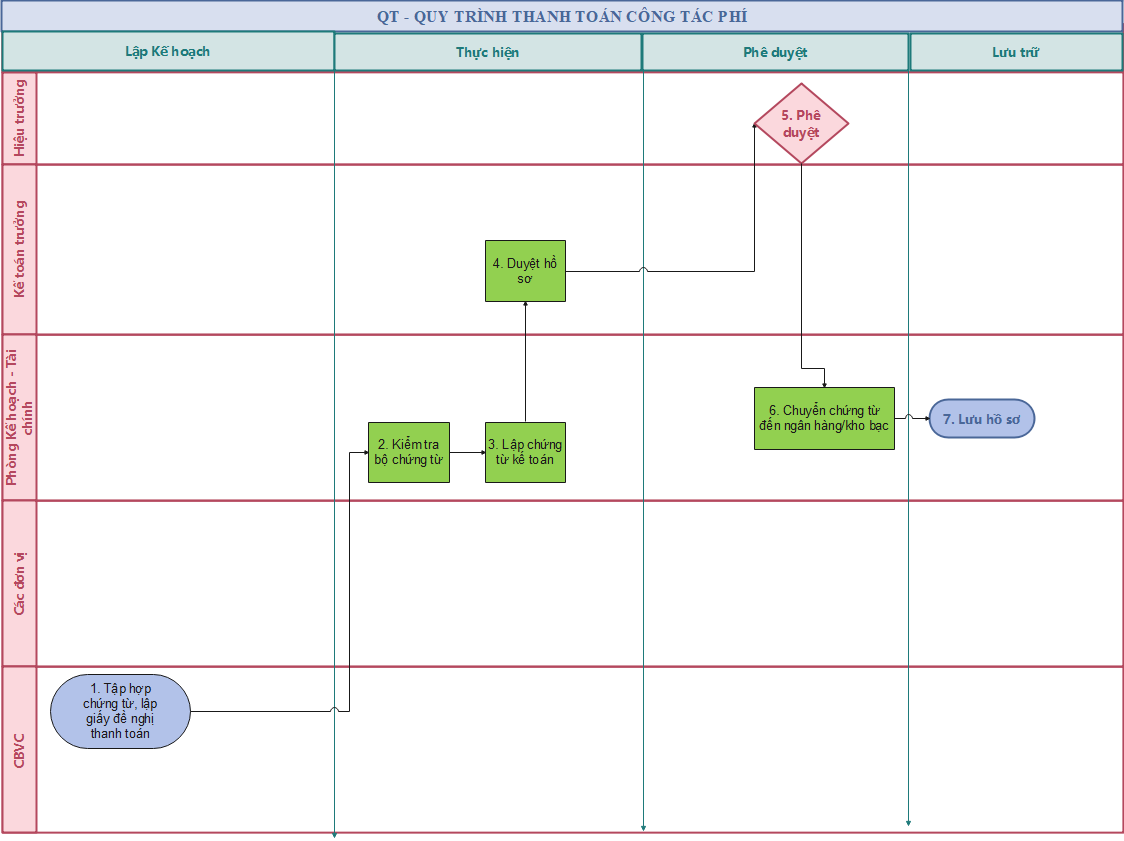 QT - QUY TRÌNH THANH TOÁN CÔNG TÁC PHÍ
Lập Kế hoạch
Thực hiện
Phê duyệt
Lưu trữ
Hiệu trưởng
5. Phê
duyệt
Kế toán trưởng
4. Duyệt hồ
sơ
Phòng Kế hoạch - Tài
chính
2. Kiểm tra
bộ chứng từ
3. Lập chứng
từ kế toán
6. Chuyển chứng từ
đến ngân hàng/kho bạc
7. Lưu hồ sơ
Các đơn vị
CBVC
1. Tập hợp
chứng từ, lập
giấy đề nghị
thanh toán